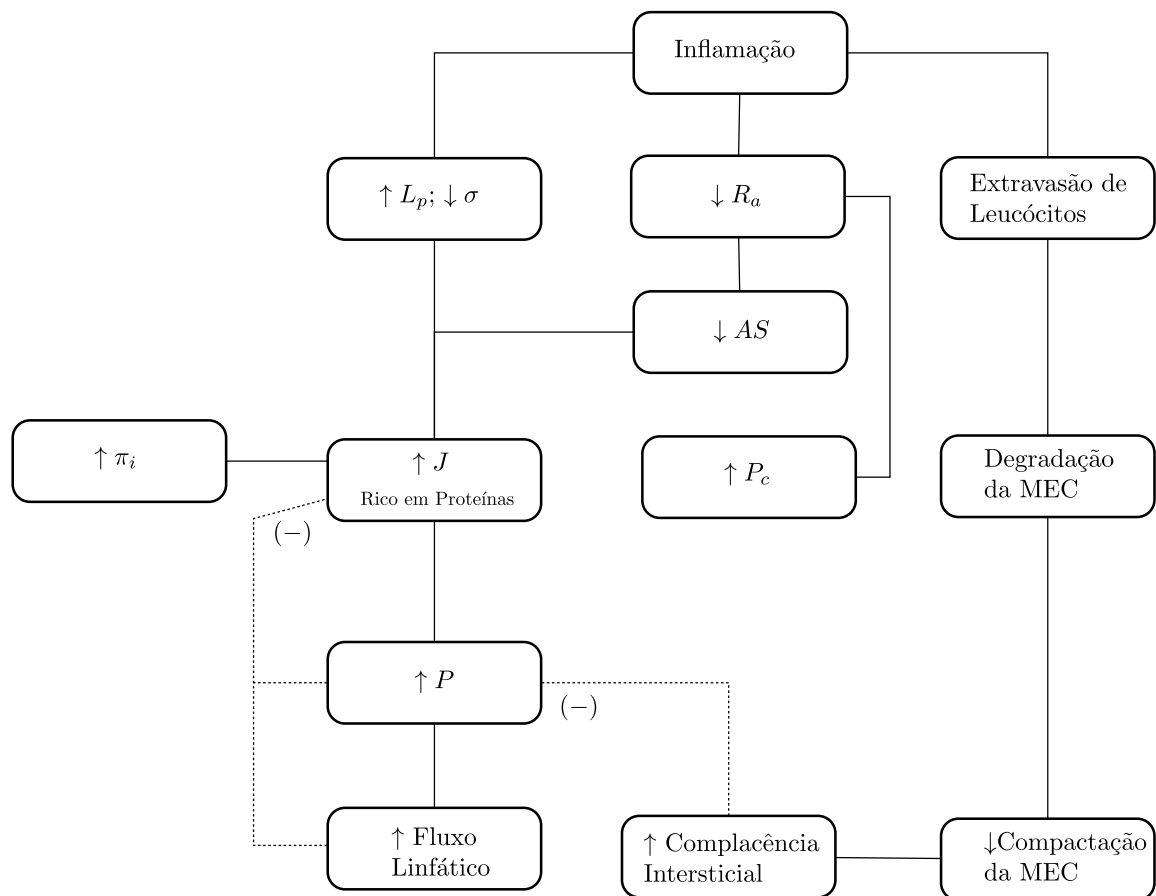 Inflamação
↑ L_p; ↓ σ
↓ R_a
Extravasão de
Leucócitos
↓ AS
↑ π_i
↑ J
Rico em Proteínas
↑ P_c
Degradação
da MEC
(−)
↑ P
(−)
↑ Fluxo
Linfático
↑ Complacência
Intersticial
↓Compactação
da MEC